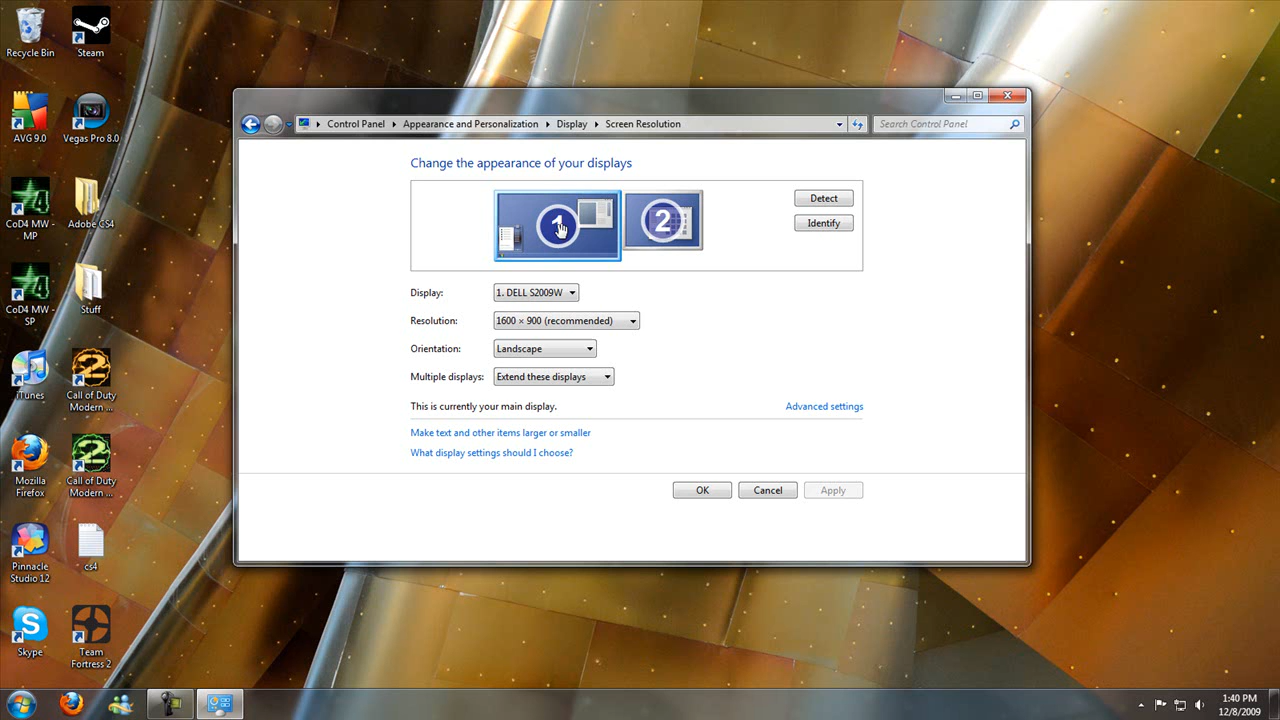 Recycle Bin
Steam
AVG 9.0
Vegas Pro 8.0
CoD4 MW -
MP
Adobe CS4
CoD4 MW -
SP
Stuff
iTunes
Call of Duty
Modern ...
Mozilla
Firefox
Call of Duty
Modern ...
Pinnacle
Studio 12
cs4
Skype
Team
Fortress 2
Control Panel
Appearance and Personalization
Display
Screen Resolution
Search Control Panel
Change the appearance of your displays
1
2
Detect
Identify
Display:
1. DELL S2009W
Resolution:
1600 × 900 (recommended)
Orientation:
Landscape
Multiple displays:
Extend these displays
This is currently your main display.
Advanced settings
Make text and other items larger or smaller
What display settings should I choose?
OK
Cancel
Apply
1:40 PM
12/8/2009